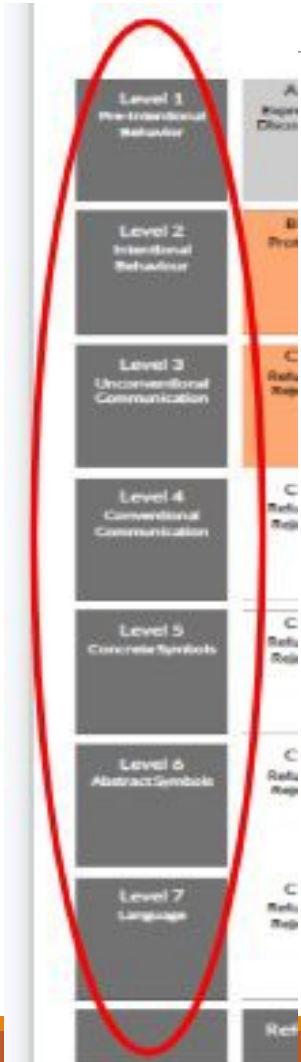 Level 1
Pre-Intentional
Behavior
A
Level 2
Intentional
Behaviour
B
Level 3
Unconventional
Communication
C
Level 4
Conventional
Communication
C
Level 5
Concrete Symbols
C
Level 6
Abstract Symbols
C
Level 7
Language
C
Ref